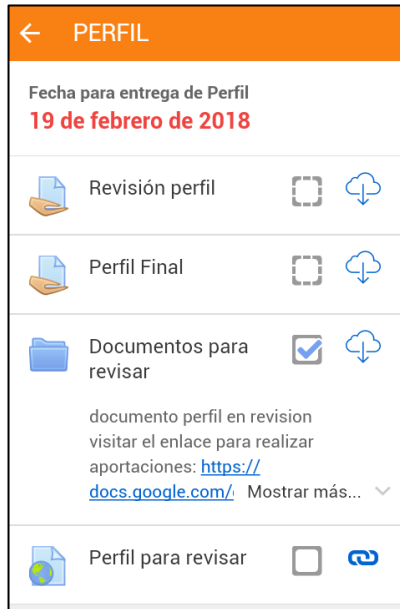 PERFIL
Fecha para entrega de Perfil
19 de febrero de 2018
Revisión perfil
Perfil Final
Documentos para
revisar
documento perfil en revision
visitar el enlace para realizar
aportaciones: https://
docs.google.com/ Mostrar más...
Perfil para revisar